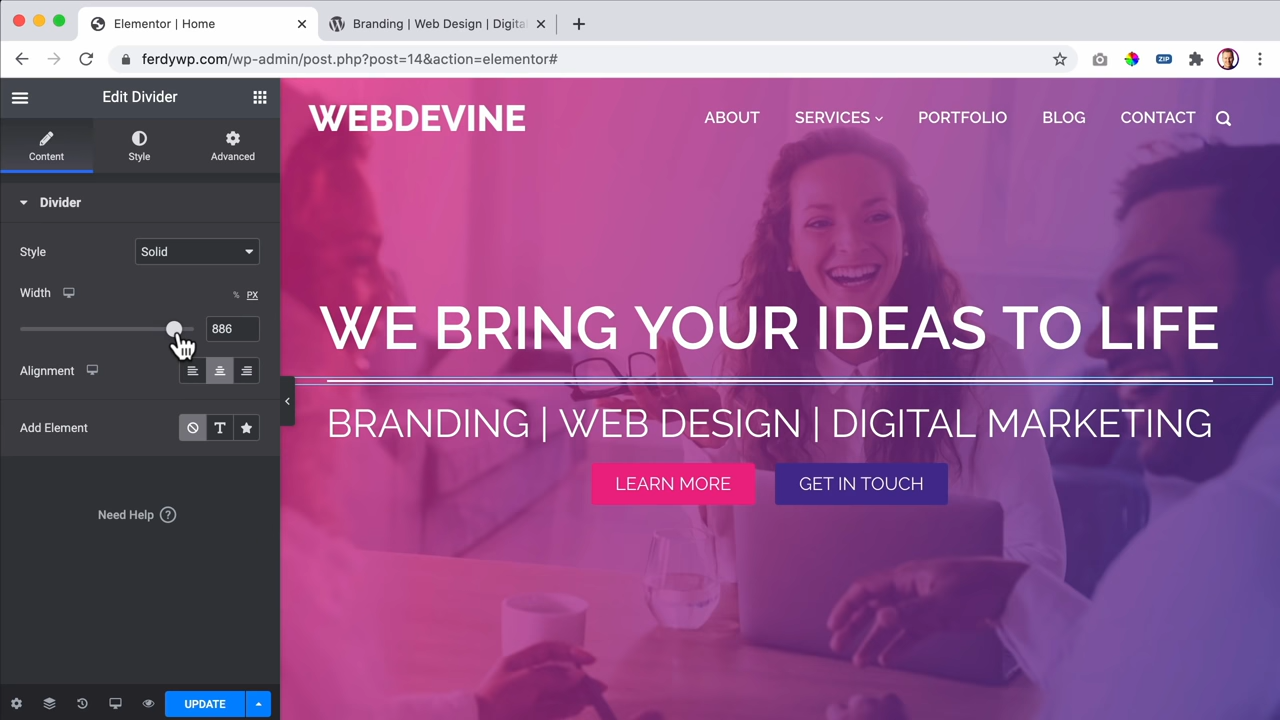 Elementor | Home
Branding | Web Design | Digita
ferdywp.com/wp-admin/post.php?post=14&action=elementor#
ZIP
Edit Divider
Content
Style
Advanced
Divider
Style
Solid
Width
%
PX
886
Alignment
Add Element
Need Help
UPDATE
WEBDEVINE
ABOUT
SERVICES
PORTFOLIO
BLOG
CONTACT
WE BRING YOUR IDEAS TO LIFE
BRANDING | WEB DESIGN | DIGITAL MARKETING
LEARN MORE
GET IN TOUCH